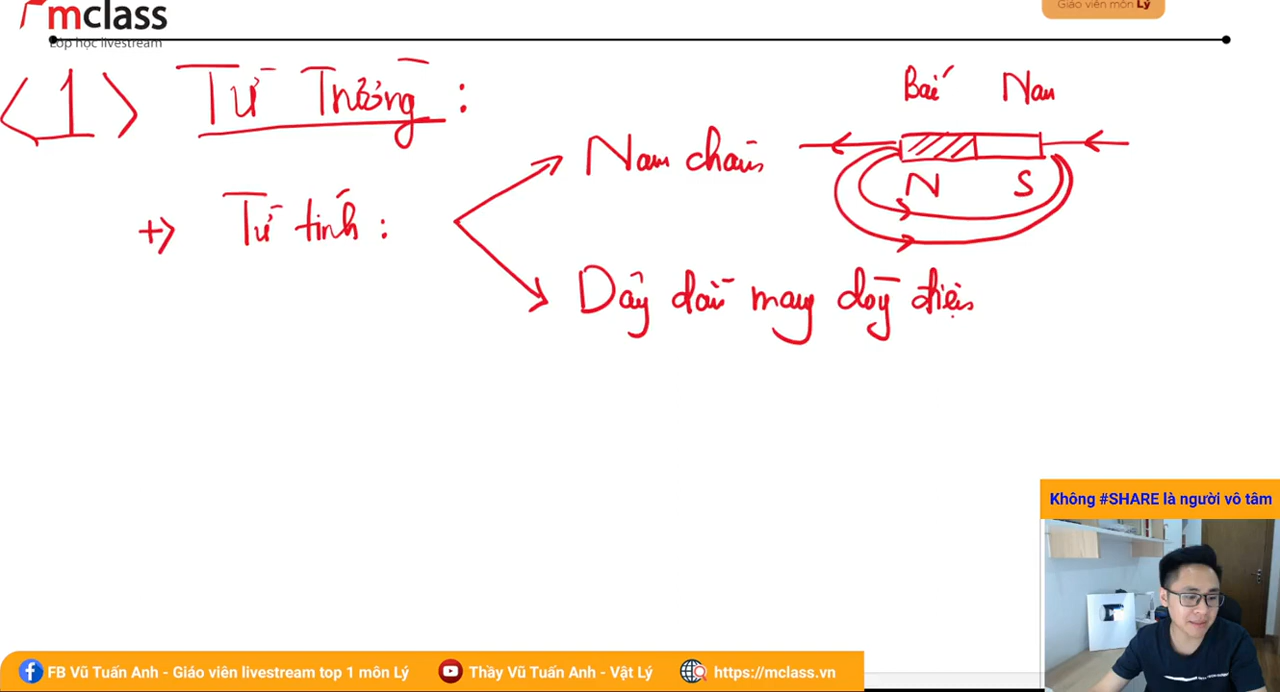 mclass
Lớp học livestream
Giáo viên môn Lý
<1> Từ Trường:
Bắc Nam
+> Từ tính:
Nam châm
N S
Dây dẫn mang dòng điện
Không #SHARE là người vô tâm
FB Vũ Tuấn Anh - Giáo viên livestream top 1 môn Lý
Thầy Vũ Tuấn Anh - Vật Lý
https://mclass.vn